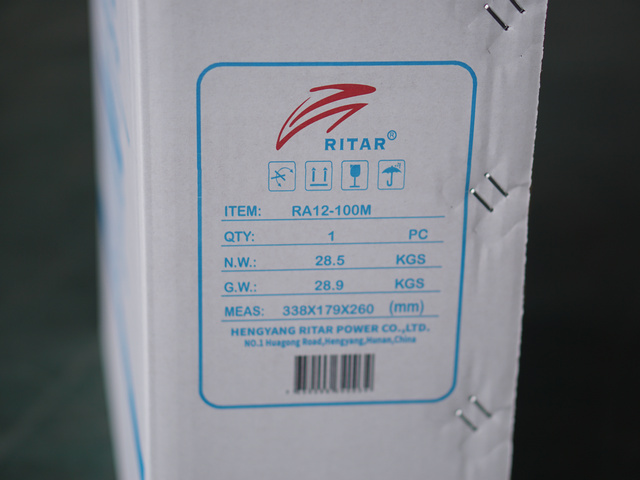 RITAR®
ITEM: RA12-100M
QTY: 1 PC
N.W.: 28.5 KGS
G.W.: 28.9 KGS
MEAS: 338X179X260 (mm)
HENGYANG RITAR POWER CO.,LTD.
NO.1 Huagong Road,Hengyang,Hunan,China